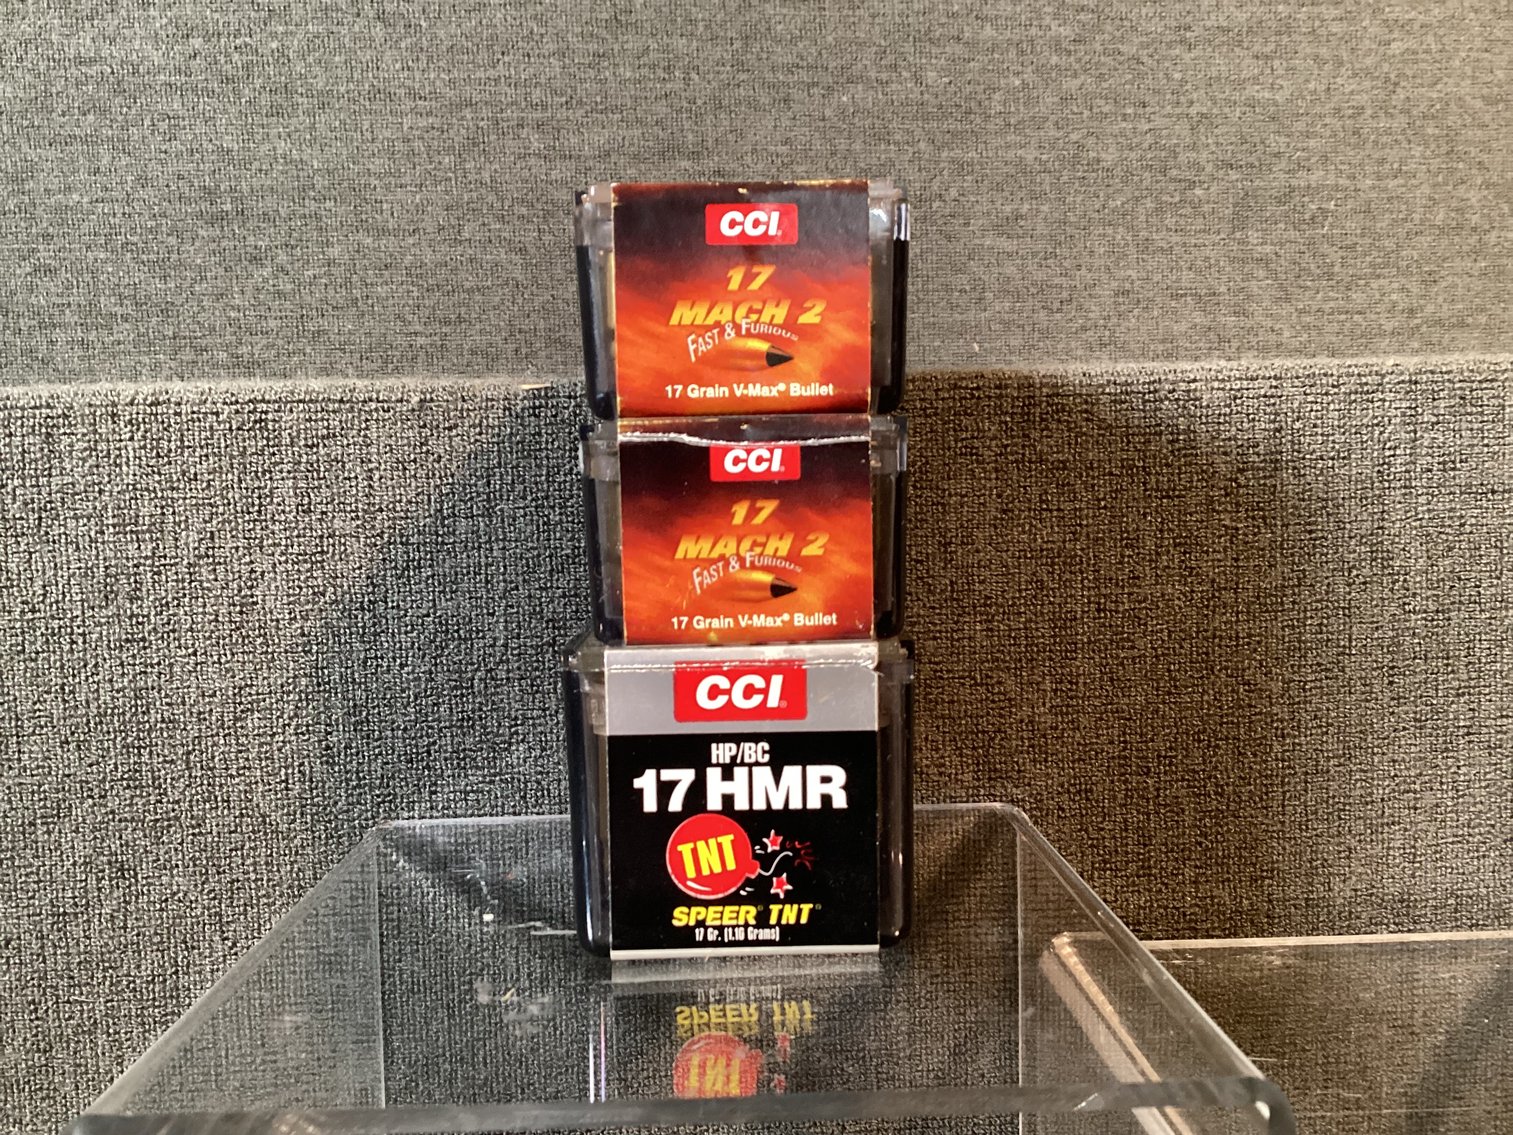 CCI
17
MACH 2
FAST & FURIOUS
17 Grain V-Max® Bullet
CCI
17
MACH 2
FAST & FURIOUS
17 Grain V-Max® Bullet
CCI
HP/BC
17 HMR
TNT
SPEER® TNT®
17 Gr. (1.10 Grams)